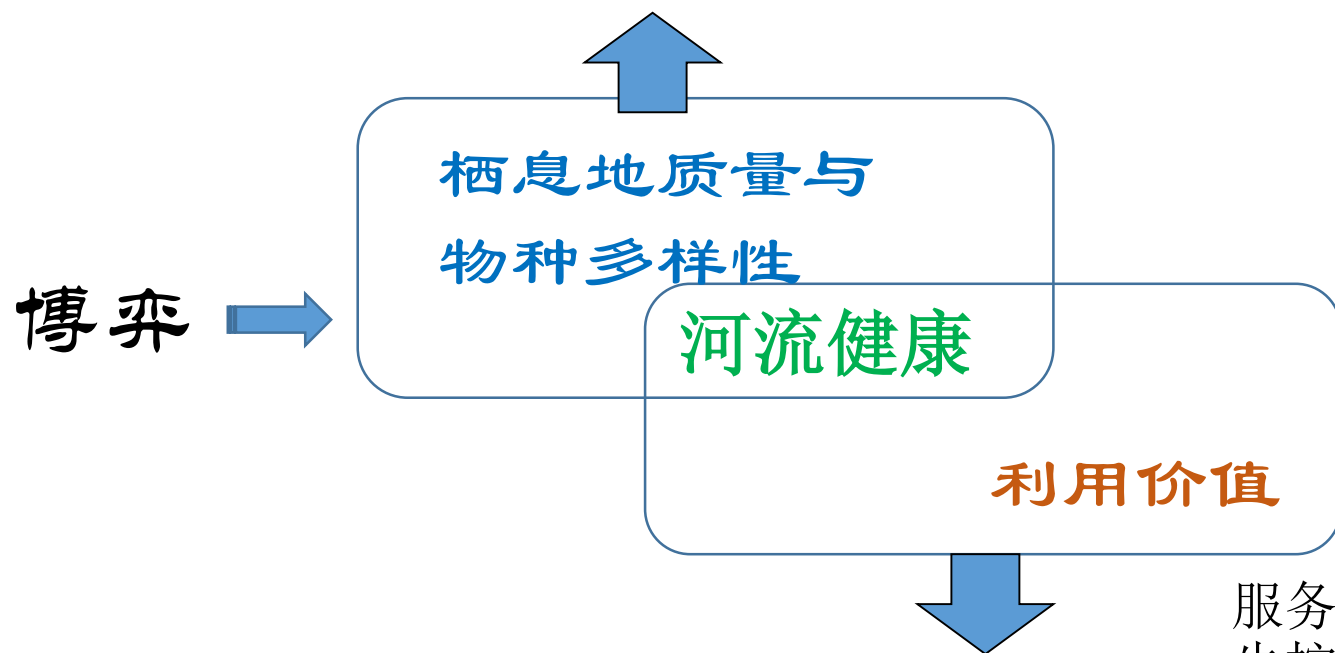 栖息地质量与
物种多样性
博弈
河流健康
利用价值
服务